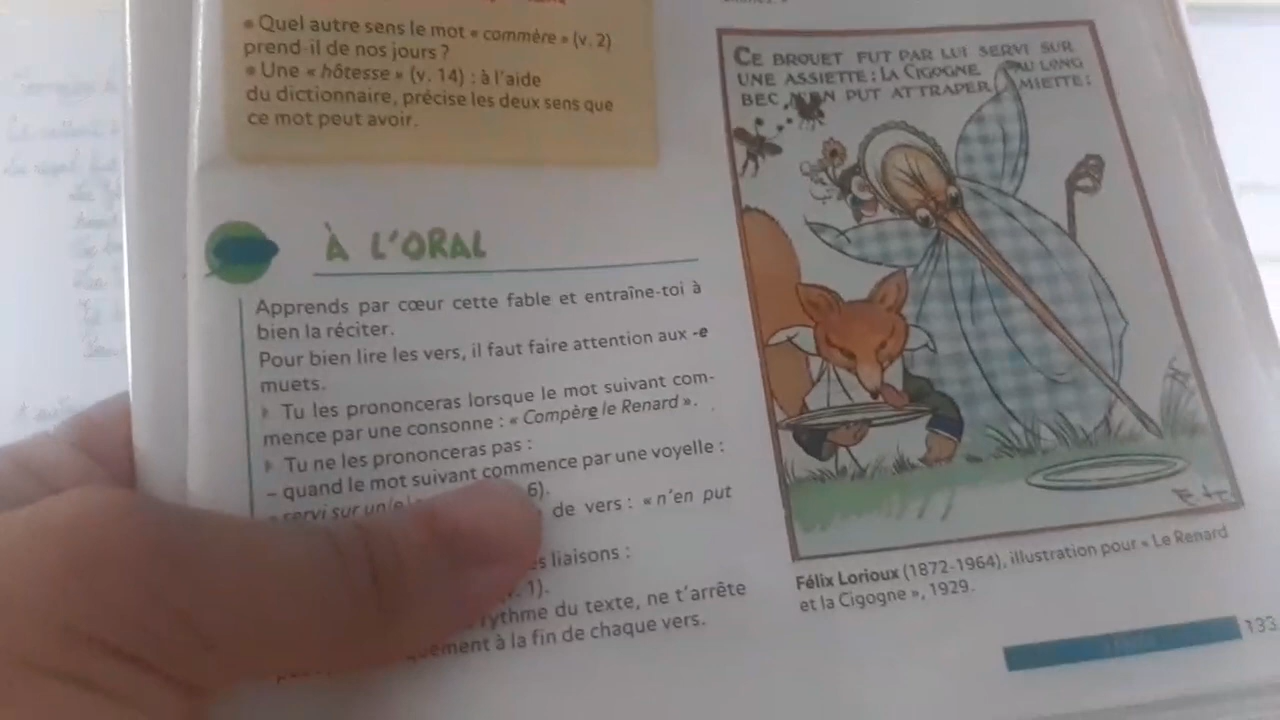 • Quel autre sens le mot « commère » (v. 2)
prend-il de nos jours ?
• Une « hôtesse » (v. 14) : à l'aide
du dictionnaire, précise les deux sens que
ce mot peut avoir.
À L'ORAL
Apprends par cœur cette fable et entraîne-toi à
bien la réciter.
Pour bien lire les vers, il faut faire attention aux -e
muets.
Tu les prononceras lorsque le mot suivant com-
mence par une consonne : « Compère le Renard ».
Tu ne les prononceras pas :
– quand le mot suivant commence par une voyelle :
« servi sur un 6).
de vers : « n'en put
liaisons :
1).
rythme du texte, ne t'arrête
à la fin de chaque vers.
CE BROUET FUT PAR LUI SERVI SUR
UNE ASSIETTE : LA CIGOGNE AU LONG
BEC N'EN PUT ATTRAPER MIETTE :
Félix Lorioux (1872-1964), illustration pour « Le Renard
et la Cigogne », 1929.
133